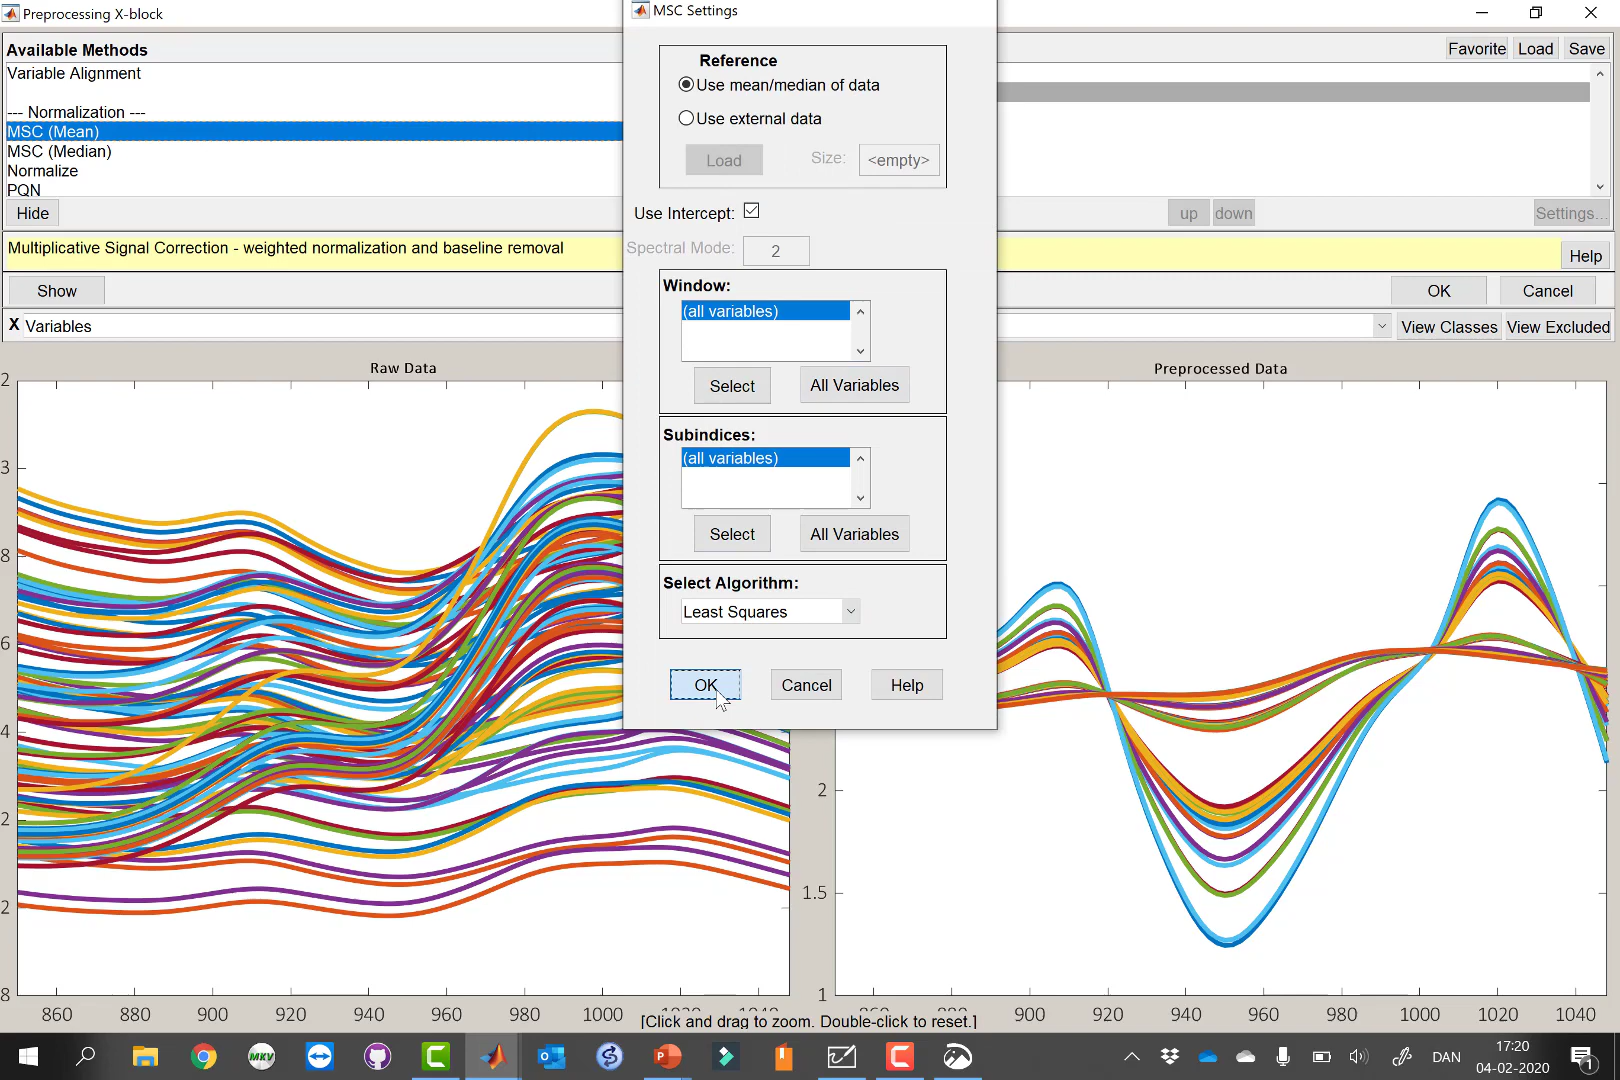 Preprocessing X-block
MSC Settings
Available Methods
Favorite Load Save
Variable Alignment
--- Normalization ---
MSC (Mean)
MSC (Median)
Normalize
PQN
Hide
up down
Settings...
Multiplicative Signal Correction - weighted normalization and baseline removal
Help
Show
OK
Cancel
X Variables
View Classes View Excluded
Reference
Use mean/median of data
Use external data
Load
Size:
<empty>
Use Intercept:
Spectral Mode:
2
Window:
(all variables)
Select
All Variables
Subindices:
(all variables)
Select
All Variables
Select Algorithm:
Least Squares
OK
Cancel
Help
Raw Data
2
3
8
6
4
2
2
8
860 880 900 920 940 960 980 1000
Preprocessed Data
2
1.5
1
900 920 940 960 980 1000 1020 1040
[Click and drag to zoom. Double-click to reset.]
MKV
DAN
17:20
04-02-2020
1